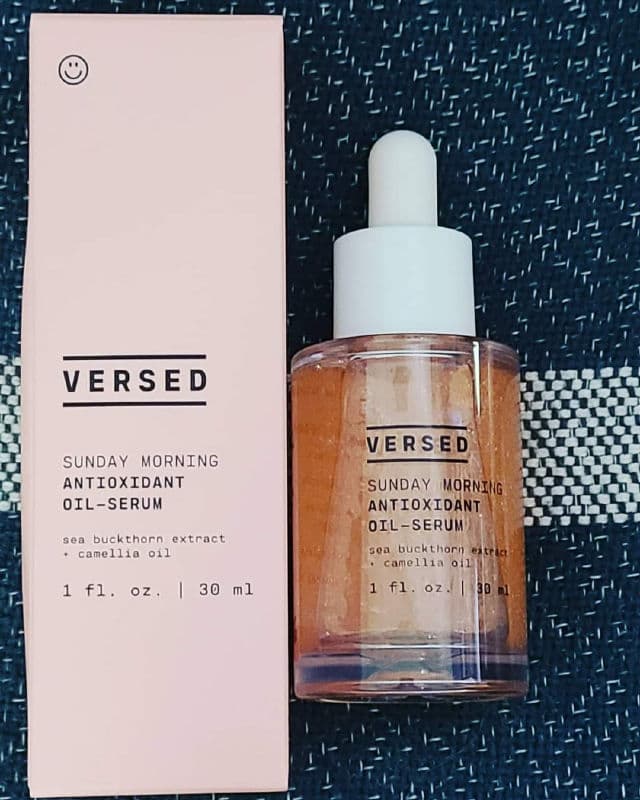 VERSED
SUNDAY MORNING
ANTIOXIDANT
OIL-SERUM
sea buckthorn extract
+ camellia oil
1 fl. oz. | 30 ml
VERSED
SUNDAY MORNING
ANTIOXIDANT
OIL-SERUM
sea buckthorn extract
+ camellia oil
1 fl. oz. | 30 ml